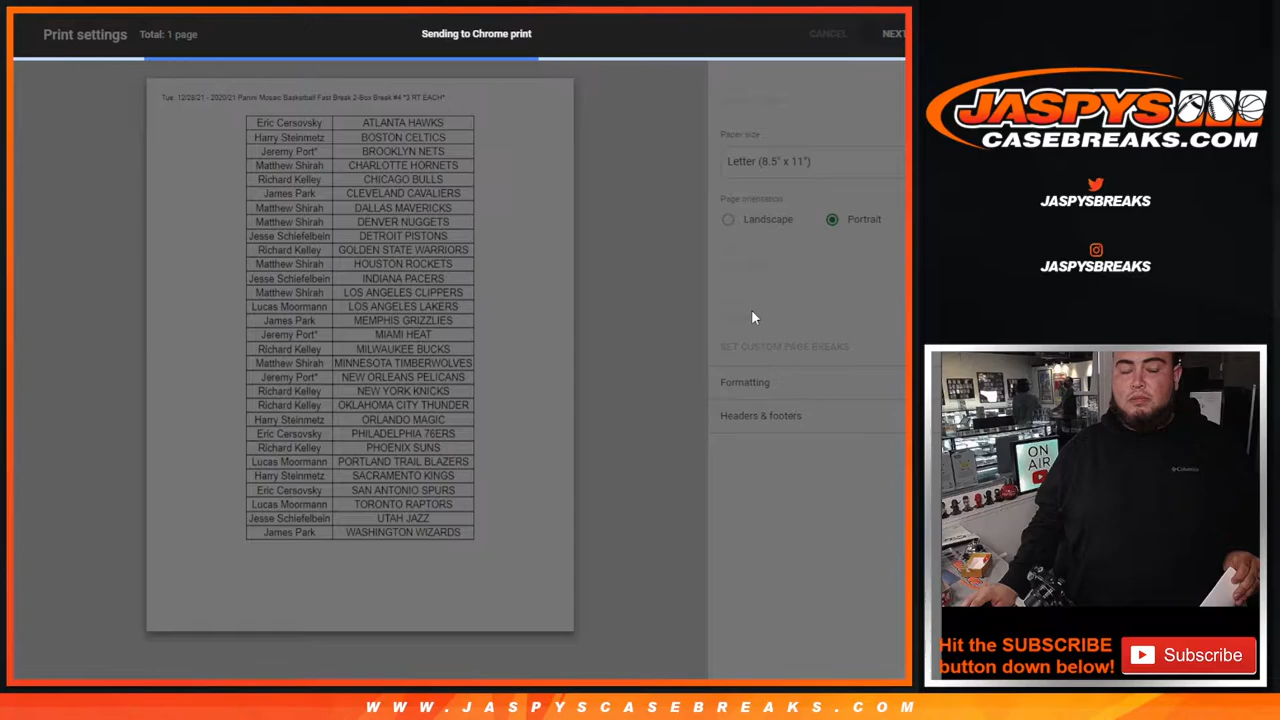 Print settings Total: 1 page Sending to Chrome print CANCEL NEXT
Tue 12/28/21 - 2020/21 Panini Mosaic Basketball Fast Break 2-Box Break #4 *3 RT EACH*
Eric Cersovsky ATLANTA HAWKS
Harry Steinmetz BOSTON CELTICS
Jeremy Port* BROOKLYN NETS
Matthew Shirah CHARLOTTE HORNETS
Richard Kelley CHICAGO BULLS
James Park CLEVELAND CAVALIERS
Matthew Shirah DALLAS MAVERICKS
Matthew Shirah DENVER NUGGETS
Jesse Schiefelbein DETROIT PISTONS
Richard Kelley GOLDEN STATE WARRIORS
Matthew Shirah HOUSTON ROCKETS
Jesse Schiefelbein INDIANA PACERS
Matthew Shirah LOS ANGELES CLIPPERS
Lucas Moormann LOS ANGELES LAKERS
James Park MEMPHIS GRIZZLIES
Jeremy Port* MIAMI HEAT
Richard Kelley MILWAUKEE BUCKS
Matthew Shirah MINNESOTA TIMBERWOLVES
Jeremy Port* NEW ORLEANS PELICANS
Richard Kelley NEW YORK KNICKS
Richard Kelley OKLAHOMA CITY THUNDER
Harry Steinmetz ORLANDO MAGIC
Eric Cersovsky PHILADELPHIA 76ERS
Richard Kelley PHOENIX SUNS
Lucas Moormann PORTLAND TRAIL BLAZERS
Harry Steinmetz SACRAMENTO KINGS
Eric Cersovsky SAN ANTONIO SPURS
Lucas Moormann TORONTO RAPTORS
Jesse Schiefelbein UTAH JAZZ
James Park WASHINGTON WIZARDS
Paper size
Letter (8.5" x 11")
Page orientation
Landscape Portrait
SET CUSTOM PAGE BREAKS
Formatting
Headers & footers
JASPYS
CASEBREAKS.COM
JASPYSBREAKS
JASPYSBREAKS
ON
AIR
Columbia
Hit the SUBSCRIBE
button down below!
Subscribe
WWW.JASPYSCASEBREAKS.COM